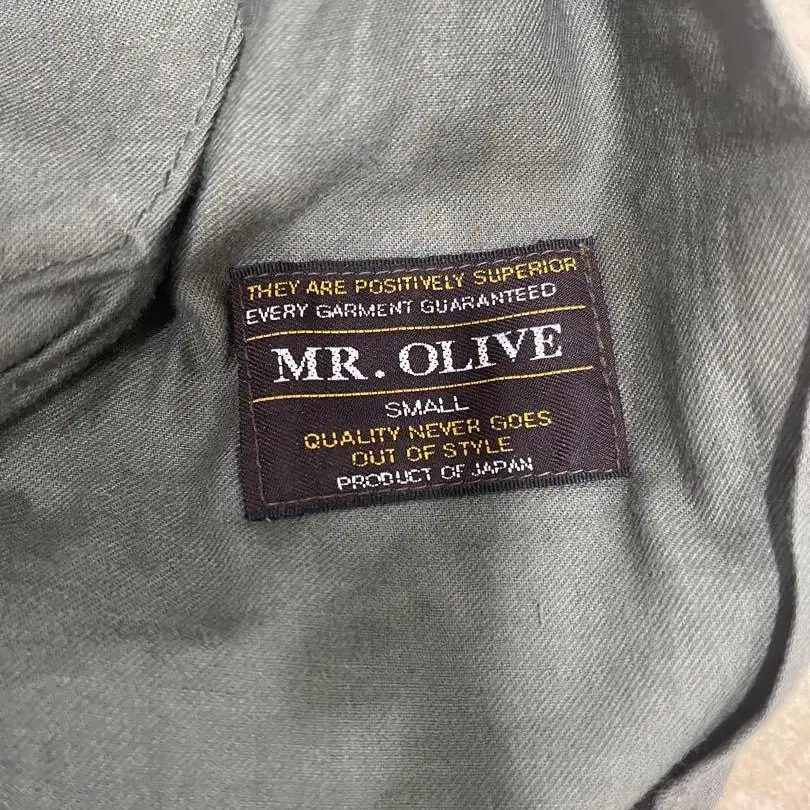 THEY ARE POSITIVELY SUPERIOR
EVERY GARMENT GUARANTEED
MR. OLIVE
SMALL
QUALITY NEVER GOES
OUT OF STYLE
PRODUCT OF JAPAN